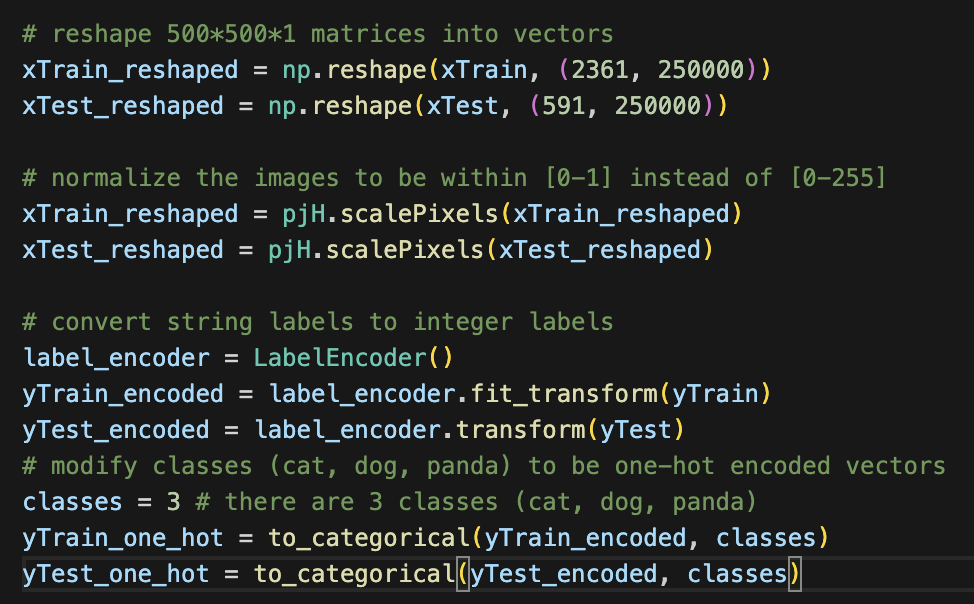 # reshape 500*500*1 matrices into vectors
xTrain_reshaped = np.reshape(xTrain, (2361, 250000))
xTest_reshaped = np.reshape(xTest, (591, 250000))
# normalize the images to be within [0-1] instead of [0-255]
xTrain_reshaped = pjH.scalePixels(xTrain_reshaped)
xTest_reshaped = pjH.scalePixels(xTest_reshaped)
# convert string labels to integer labels
label_encoder = LabelEncoder()
yTrain_encoded = label_encoder.fit_transform(yTrain)
yTest_encoded = label_encoder.transform(yTest)
# modify classes (cat, dog, panda) to be one-hot encoded vectors
classes = 3 # there are 3 classes (cat, dog, panda)
yTrain_one_hot = to_categorical(yTrain_encoded, classes)
yTest_one_hot = to_categorical(yTest_encoded, classes)